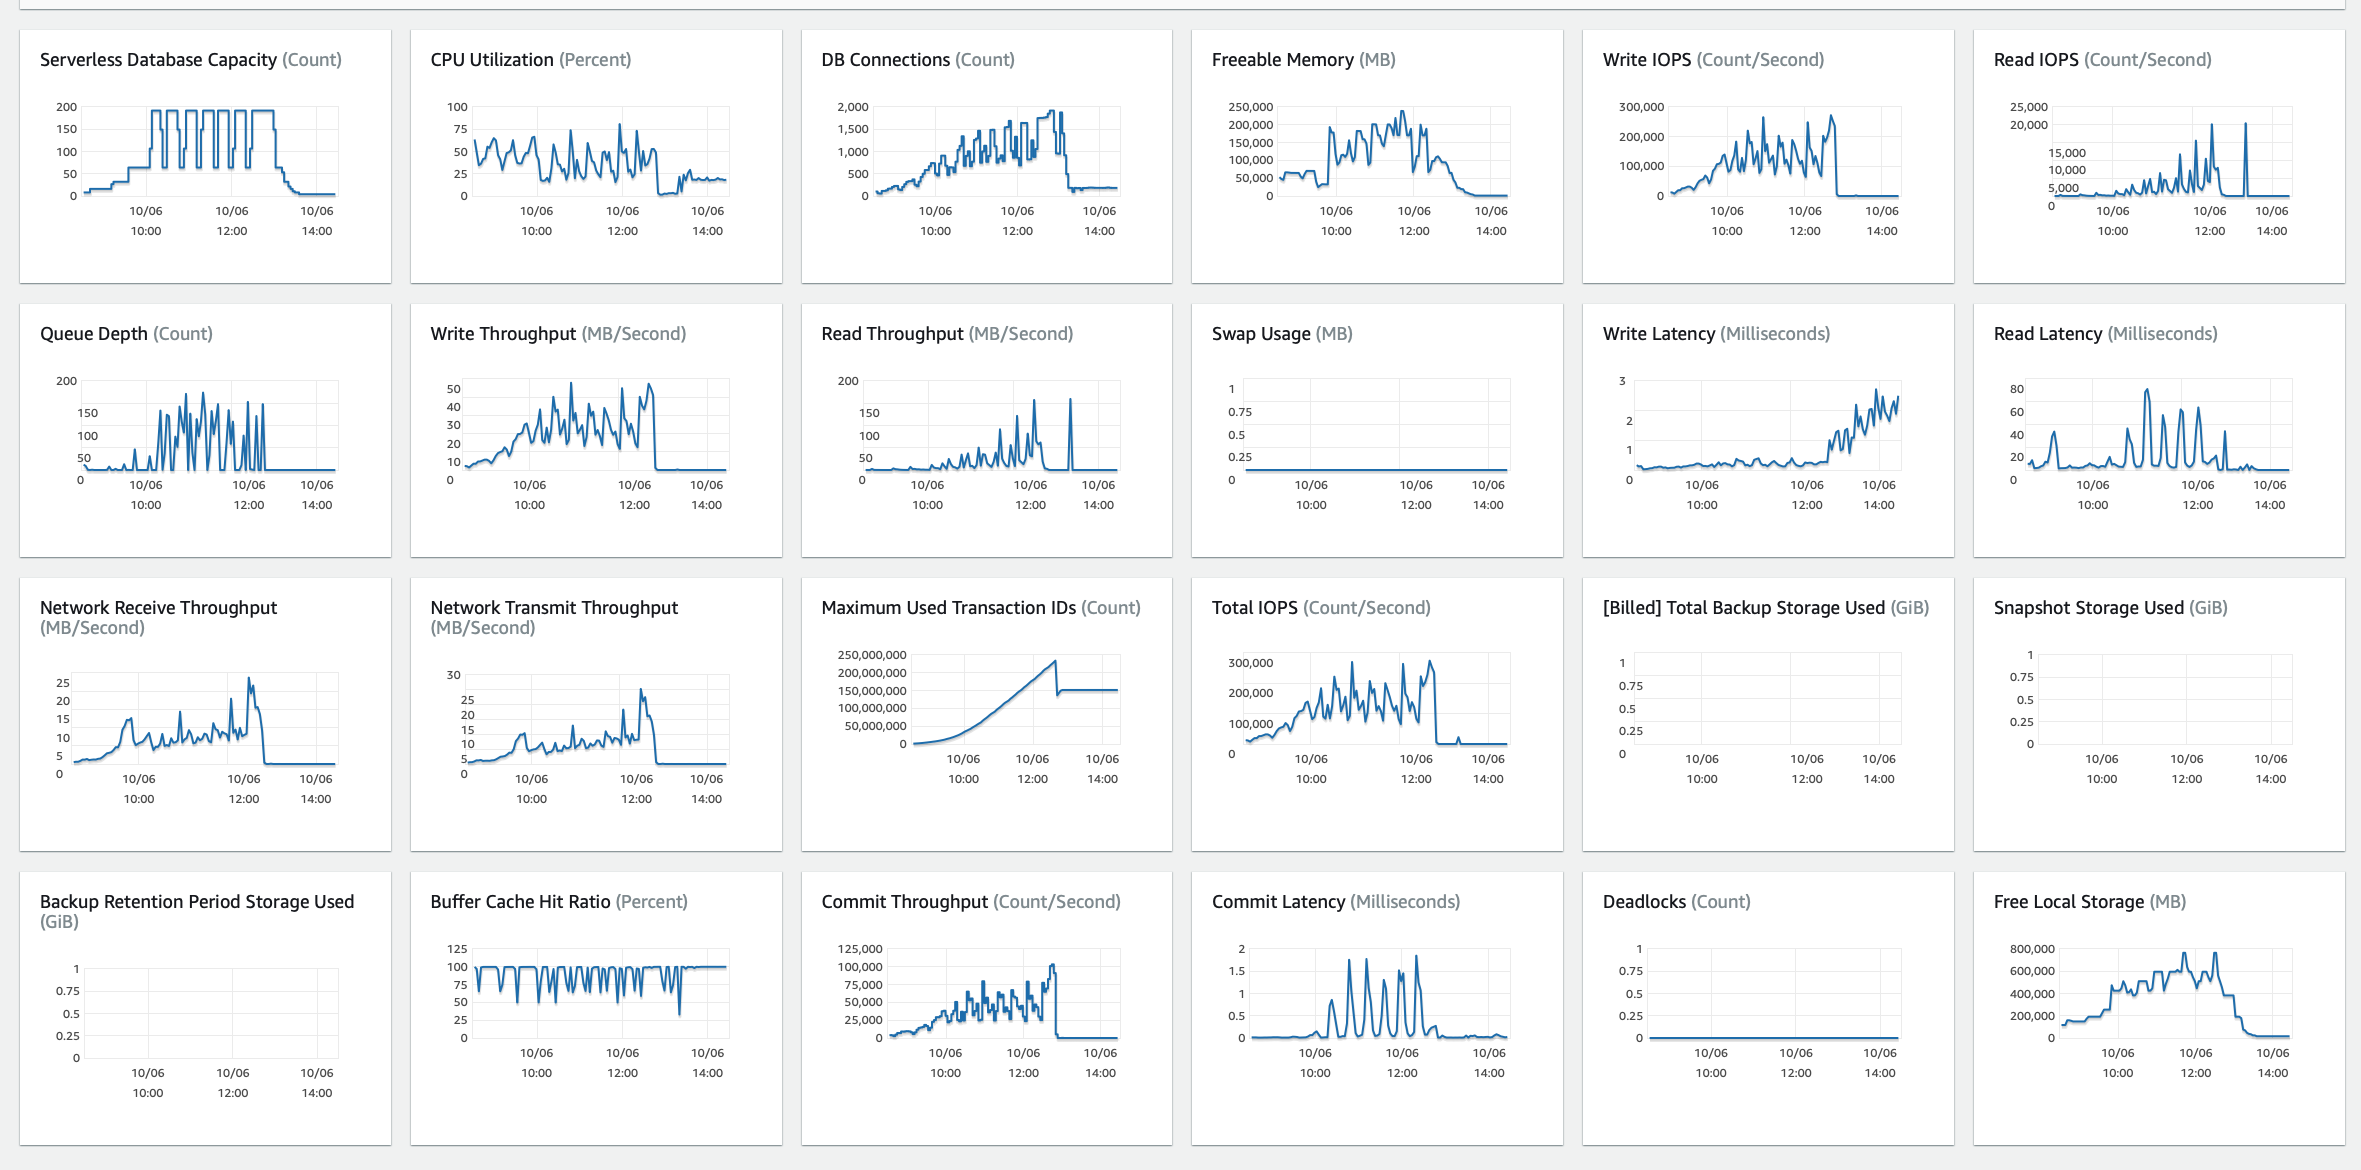 Serverless Database Capacity (Count)
200
150
100
50
0
10/06 10/06 10/06
10:00 12:00 14:00
CPU Utilization (Percent)
100
75
50
25
0
10/06 10/06 10/06
10:00 12:00 14:00
DB Connections (Count)
2,000
1,500
1,000
500
0
10/06 10/06 10/06
10:00 12:00 14:00
Freeable Memory (MB)
250,000
200,000
150,000
100,000
50,000
0
10/06 10/06 10/06
10:00 12:00 14:00
Write IOPS (Count/Second)
300,000
200,000
100,000
0
10/06 10/06 10/06
10:00 12:00 14:00
Read IOPS (Count/Second)
25,000
20,000
15,000
10,000
5,000
0
10/06 10/06 10/06
10:00 12:00 14:00
Queue Depth (Count)
200
150
100
50
0
10/06 10/06 10/06
10:00 12:00 14:00
Write Throughput (MB/Second)
50
40
30
20
10
0
10/06 10/06 10/06
10:00 12:00 14:00
Read Throughput (MB/Second)
200
150
100
50
0
10/06 10/06 10/06
10:00 12:00 14:00
Swap Usage (MB)
1
0.75
0.5
0.25
0
10/06 10/06 10/06
10:00 12:00 14:00
Write Latency (Milliseconds)
3
2
1
0
10/06 10/06 10/06
10:00 12:00 14:00
Read Latency (Milliseconds)
80
60
40
20
0
10/06 10/06 10/06
10:00 12:00 14:00
Network Receive Throughput
(MB/Second)
25
20
15
10
5
0
10/06 10/06 10/06
10:00 12:00 14:00
Network Transmit Throughput
(MB/Second)
30
25
20
15
10
5
0
10/06 10/06 10/06
10:00 12:00 14:00
Maximum Used Transaction IDs (Count)
250,000,000
200,000,000
150,000,000
100,000,000
50,000,000
0
10/06 10/06 10/06
10:00 12:00 14:00
Total IOPS (Count/Second)
300,000
200,000
100,000
0
10/06 10/06 10/06
10:00 12:00 14:00
[Billed] Total Backup Storage Used (GiB)
1
0.75
0.5
0.25
0
10/06 10/06 10/06
10:00 12:00 14:00
Snapshot Storage Used (GiB)
1
0.75
0.5
0.25
0
10/06 10/06 10/06
10:00 12:00 14:00
Backup Retention Period Storage Used
(GiB)
1
0.75
0.5
0.25
0
10/06 10/06 10/06
10:00 12:00 14:00
Buffer Cache Hit Ratio (Percent)
125
100
75
50
25
0
10/06 10/06 10/06
10:00 12:00 14:00
Commit Throughput (Count/Second)
125,000
100,000
75,000
50,000
25,000
0
10/06 10/06 10/06
10:00 12:00 14:00
Commit Latency (Milliseconds)
2
1.5
1
0.5
0
10/06 10/06 10/06
10:00 12:00 14:00
Deadlocks (Count)
1
0.75
0.5
0.25
0
10/06 10/06 10/06
10:00 12:00 14:00
Free Local Storage (MB)
800,000
600,000
400,000
200,000
0
10/06 10/06 10/06
10:00 12:00 14:00